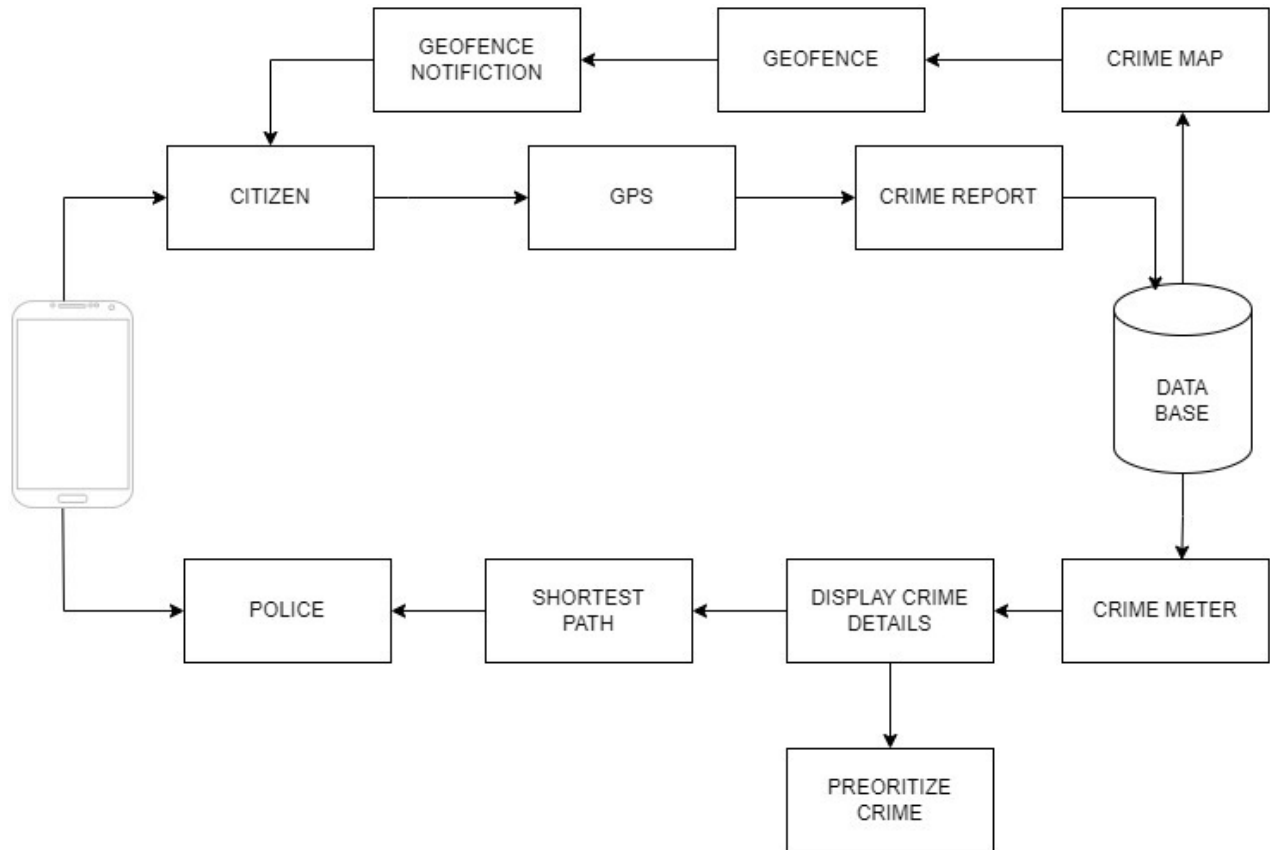 GEOFENCE
NOTIFICTION
GEOFENCE
CRIME MAP
CITIZEN
GPS
CRIME REPORT
DATA
BASE
POLICE
SHORTEST
PATH
DISPLAY CRIME
DETAILS
CRIME METER
PREORITIZE
CRIME